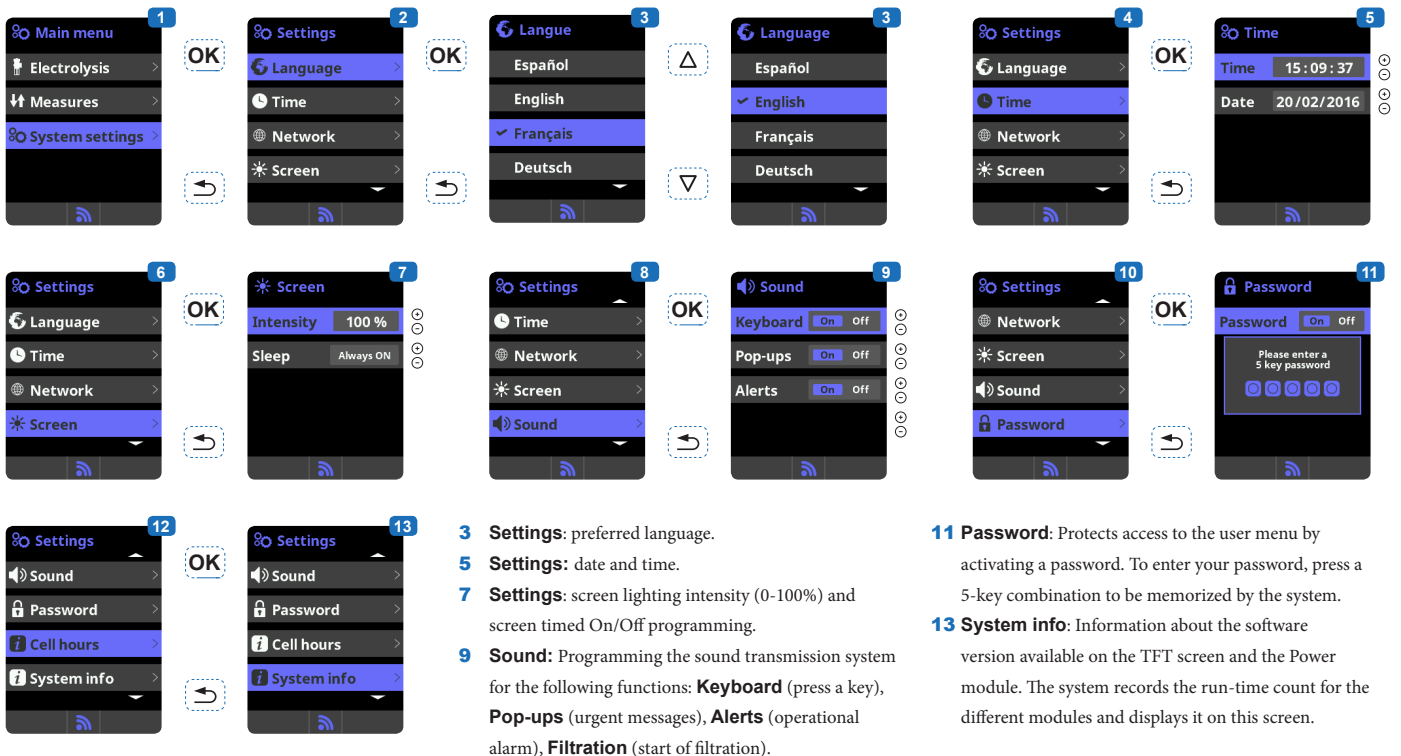 1
Main menu
Electrolysis
Measures
System settings
OK
2
Settings
Language
Time
Network
Screen
OK
3
Langue
Español
English
Français
Deutsch
3
Language
Español
English
Français
Deutsch
4
Settings
Language
Time
Network
Screen
OK
5
Time
Time 15:09:37
Date 20/02/2016
6
Settings
Language
Time
Network
Screen
OK
7
Screen
Intensity 100 %
Sleep Always ON
8
Settings
Time
Network
Screen
Sound
OK
9
Sound
Keyboard On Off
Pop-ups On Off
Alerts On Off
10
Settings
Network
Screen
Sound
Password
OK
11
Password
Password On Off
Please enter a
5 key password
12
Settings
Sound
Password
Cell hours
System info
OK
13
Settings
Sound
Password
Cell hours
System info
3 Settings: preferred language.
5 Settings: date and time.
7 Settings: screen lighting intensity (0-100%) and
screen timed On/Off programming.
9 Sound: Programming the sound transmission system
for the following functions: Keyboard (press a key),
Pop-ups (urgent messages), Alerts (operational
alarm), Filtration (start of filtration).
11 Password: Protects access to the user menu by
activating a password. To enter your password, press a
5-key combination to be memorized by the system.
13 System info: Information about the software
version available on the TFT screen and the Power
module. The system records the run-time count for the
different modules and displays it on this screen.